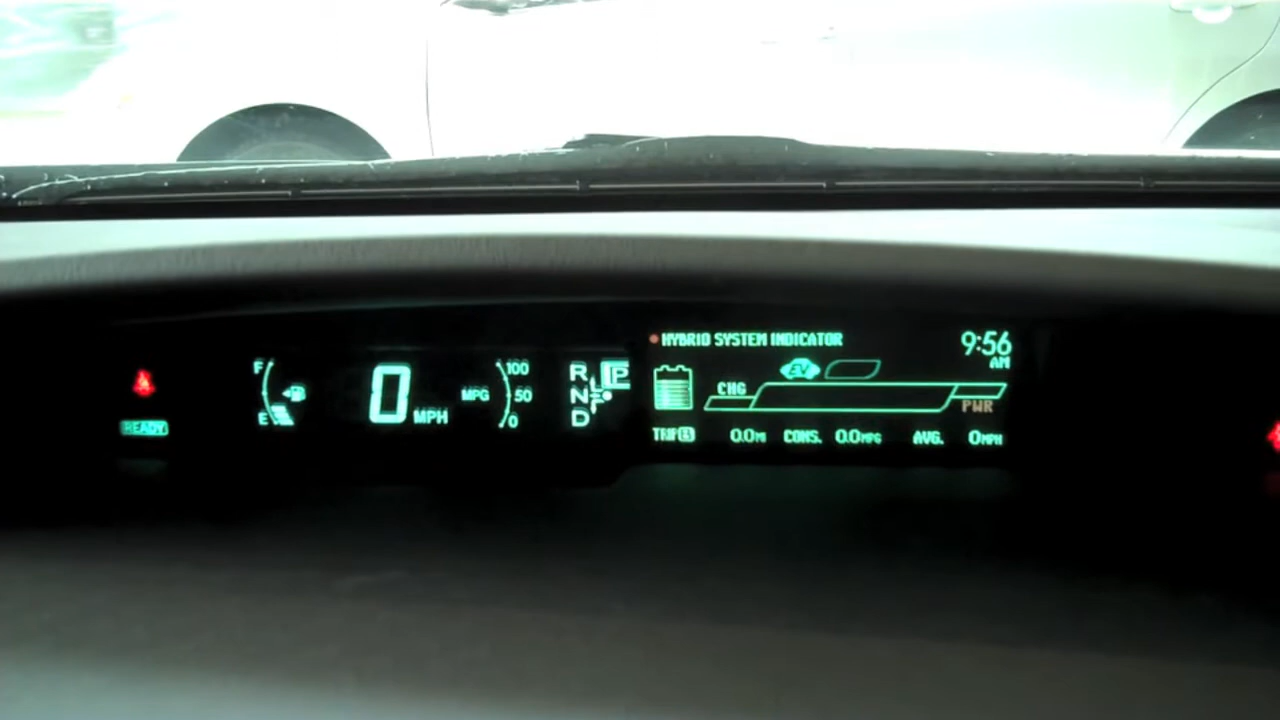 HYBRID SYSTEM INDICATOR
9:56
AM
F
E
READY
0 MPH
MPG
100
50
0
R
P
N
D
EV
CHG
PWR
TRIP B 0.0MI CONS. 0.0MPG AVG. 0MPH